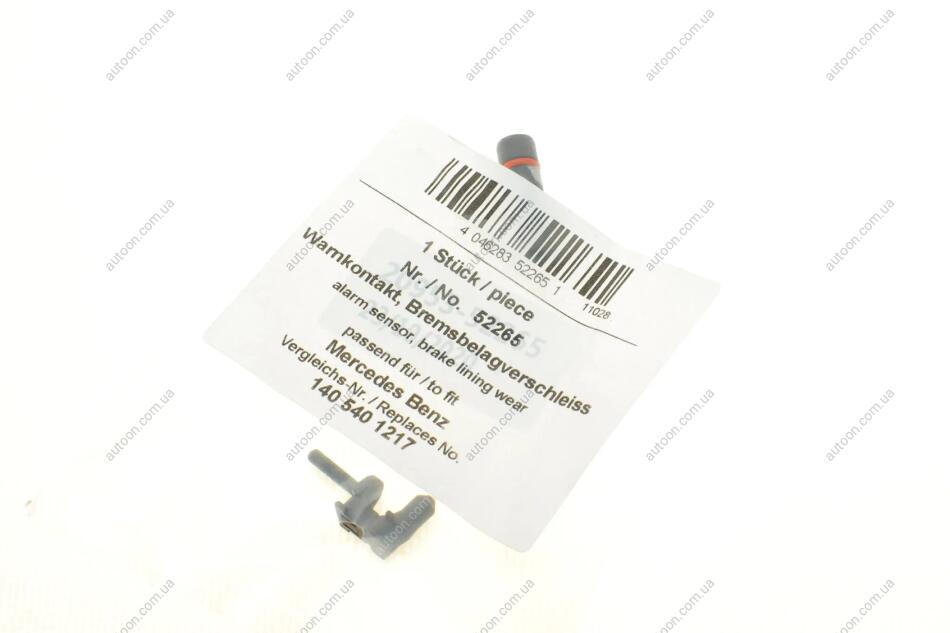 4 046283 52265 1
11028
1 Stück / piece
Nr. / No. 52265
Warnkontakt, Bremsbelagverschleiss
alarm sensor, brake lining wear
passend für / to fit
Mercedes Benz
Vergleichs-Nr. / Replaces No.
140 540 1217
autoon.com.ua